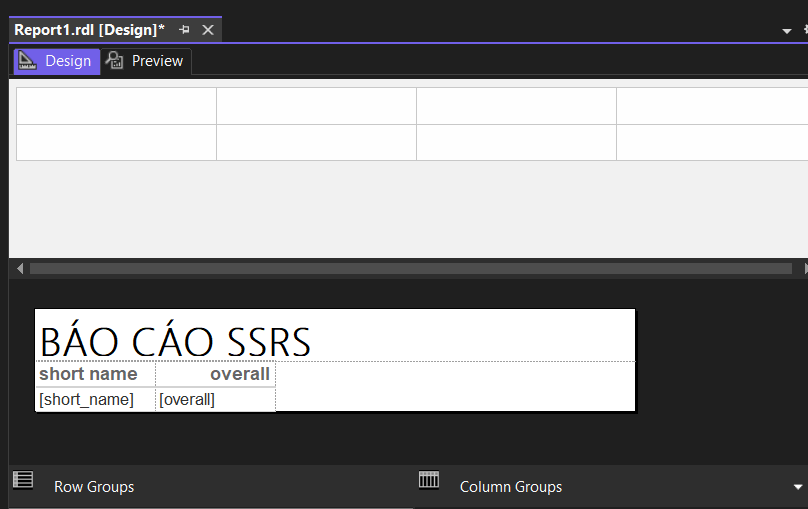 Report1.rdl [Design]*
Design
Preview
BÁO CÁO SSRS
short name
overall
[short_name]
[overall]
Row Groups
Column Groups